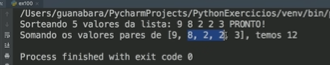 ex100
/Users/guanabara/PycharmProjects/PythonExercicios/venv/bin/
Sorteando 5 valores da lista: 9 8 2 2 3 PRONTO!
Somando os valores pares de [9, 8, 2, 2, 3], temos 12
Process finished with exit code 0